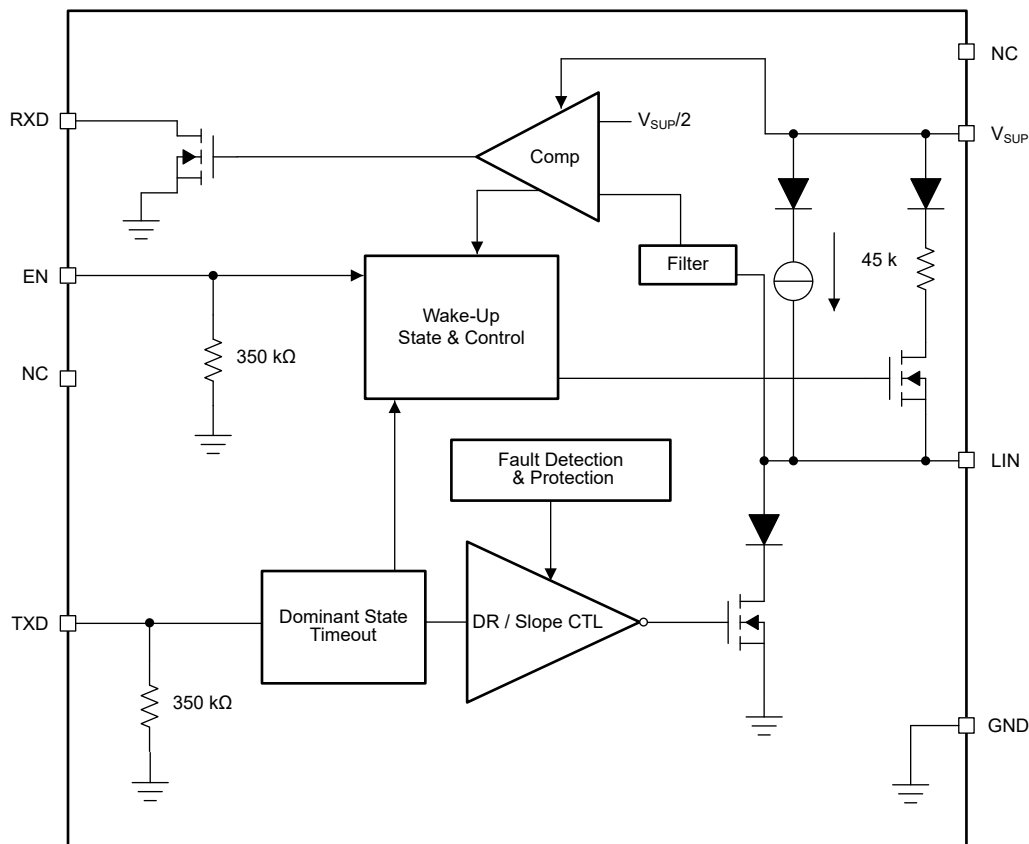 NC
RXD
V_SUP/2
V_SUP
Comp
EN
Filter
45 k
Wake-Up
State & Control
350 kΩ
NC
Fault Detection
& Protection
LIN
TXD
Dominant State
Timeout
DR / Slope CTL
350 kΩ
GND